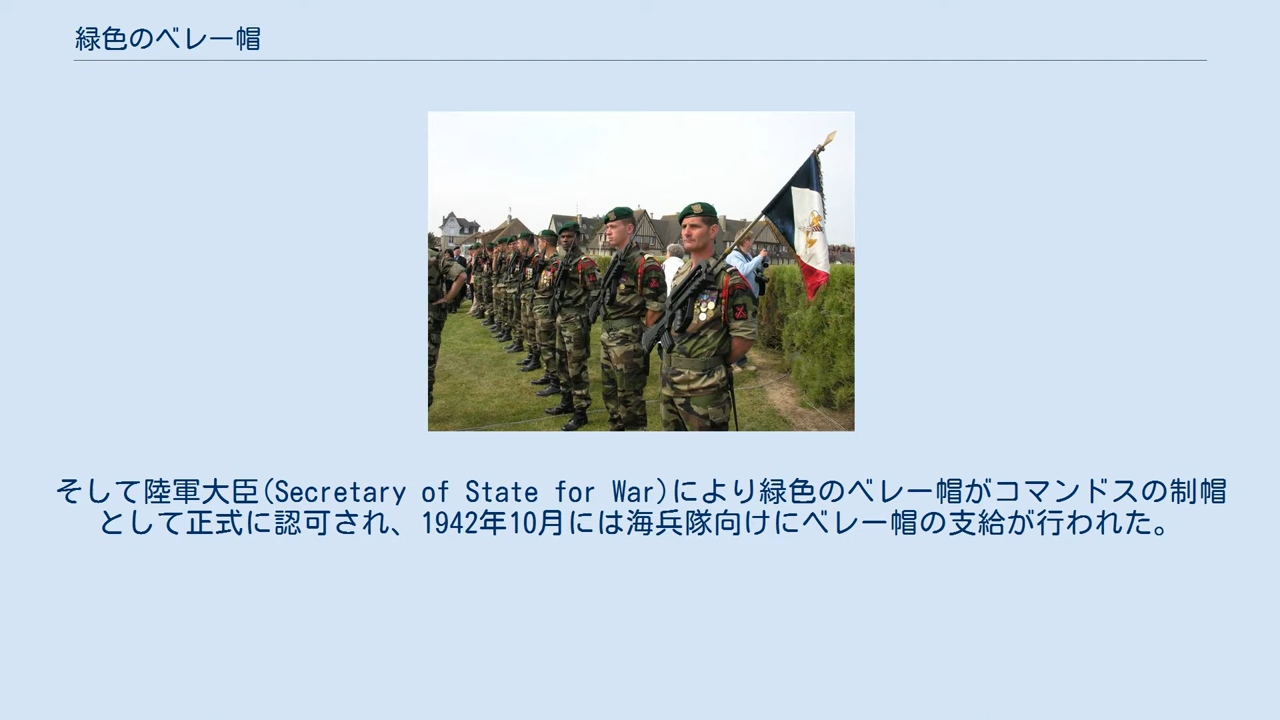 緑色のベレー帽
そして陸軍大臣(Secretary of State for War)により緑色のベレー帽がコマンドスの制帽
として正式に認可され、1942年10月には海兵隊向けにベレー帽の支給が行われた。